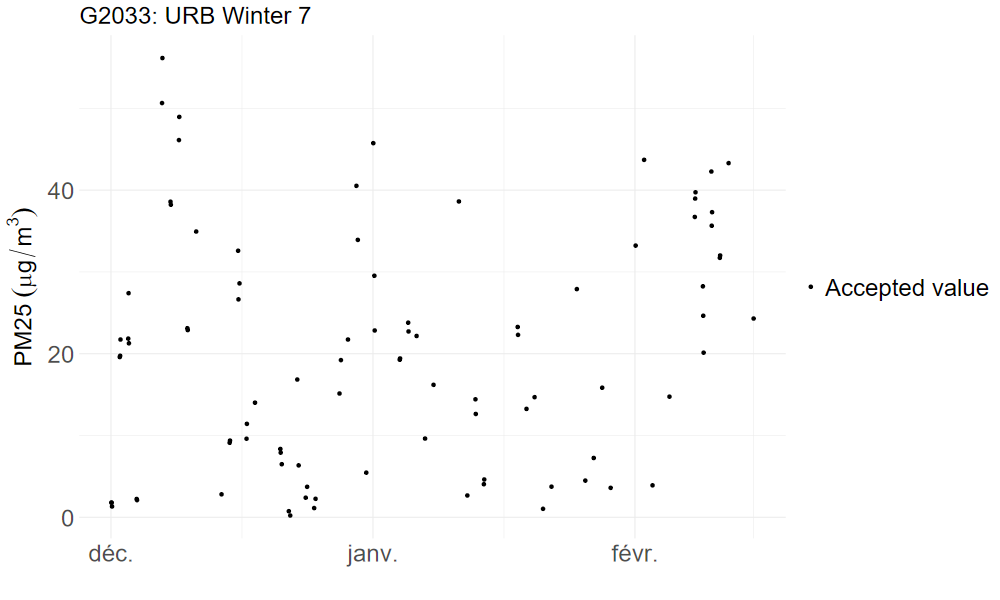 G2033: URB Winter 7
PM25 (μg/m³)
40
20
0
déc.
janv.
févr.
Accepted value